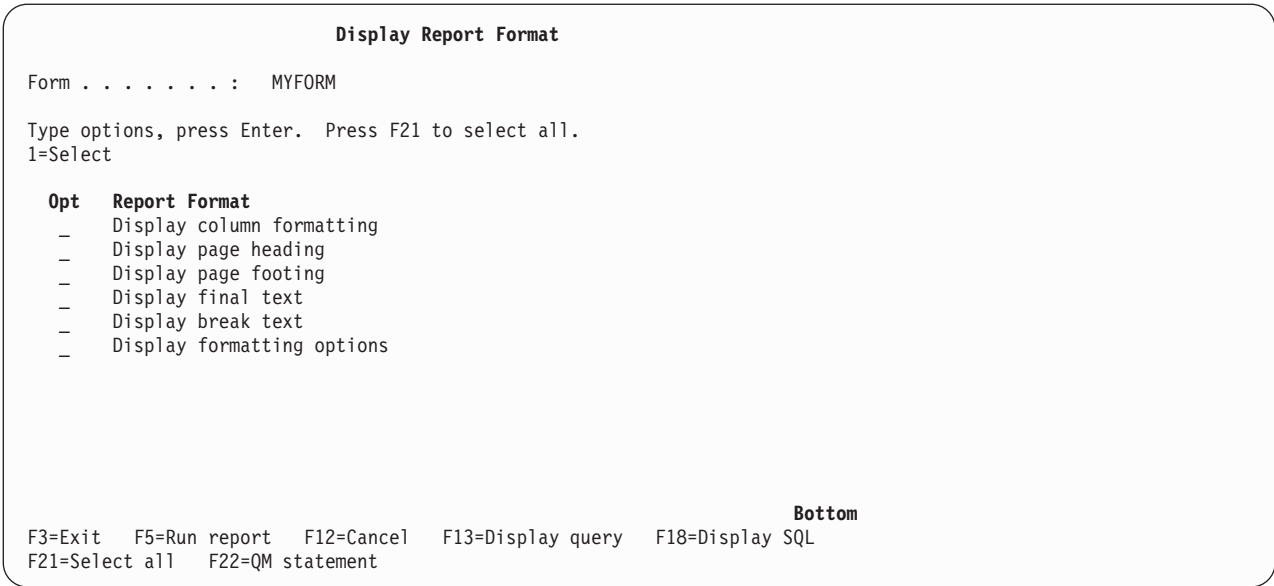 Display Report Format
Form . . . . . . . :   MYFORM
Type options, press Enter.  Press F21 to select all.
1=Select
Opt   Report Format
_   Display column formatting
_   Display page heading
_   Display page footing
_   Display final text
_   Display break text
_   Display formatting options
Bottom
F3=Exit   F5=Run report   F12=Cancel   F13=Display query   F18=Display SQL
F21=Select all   F22=QM statement